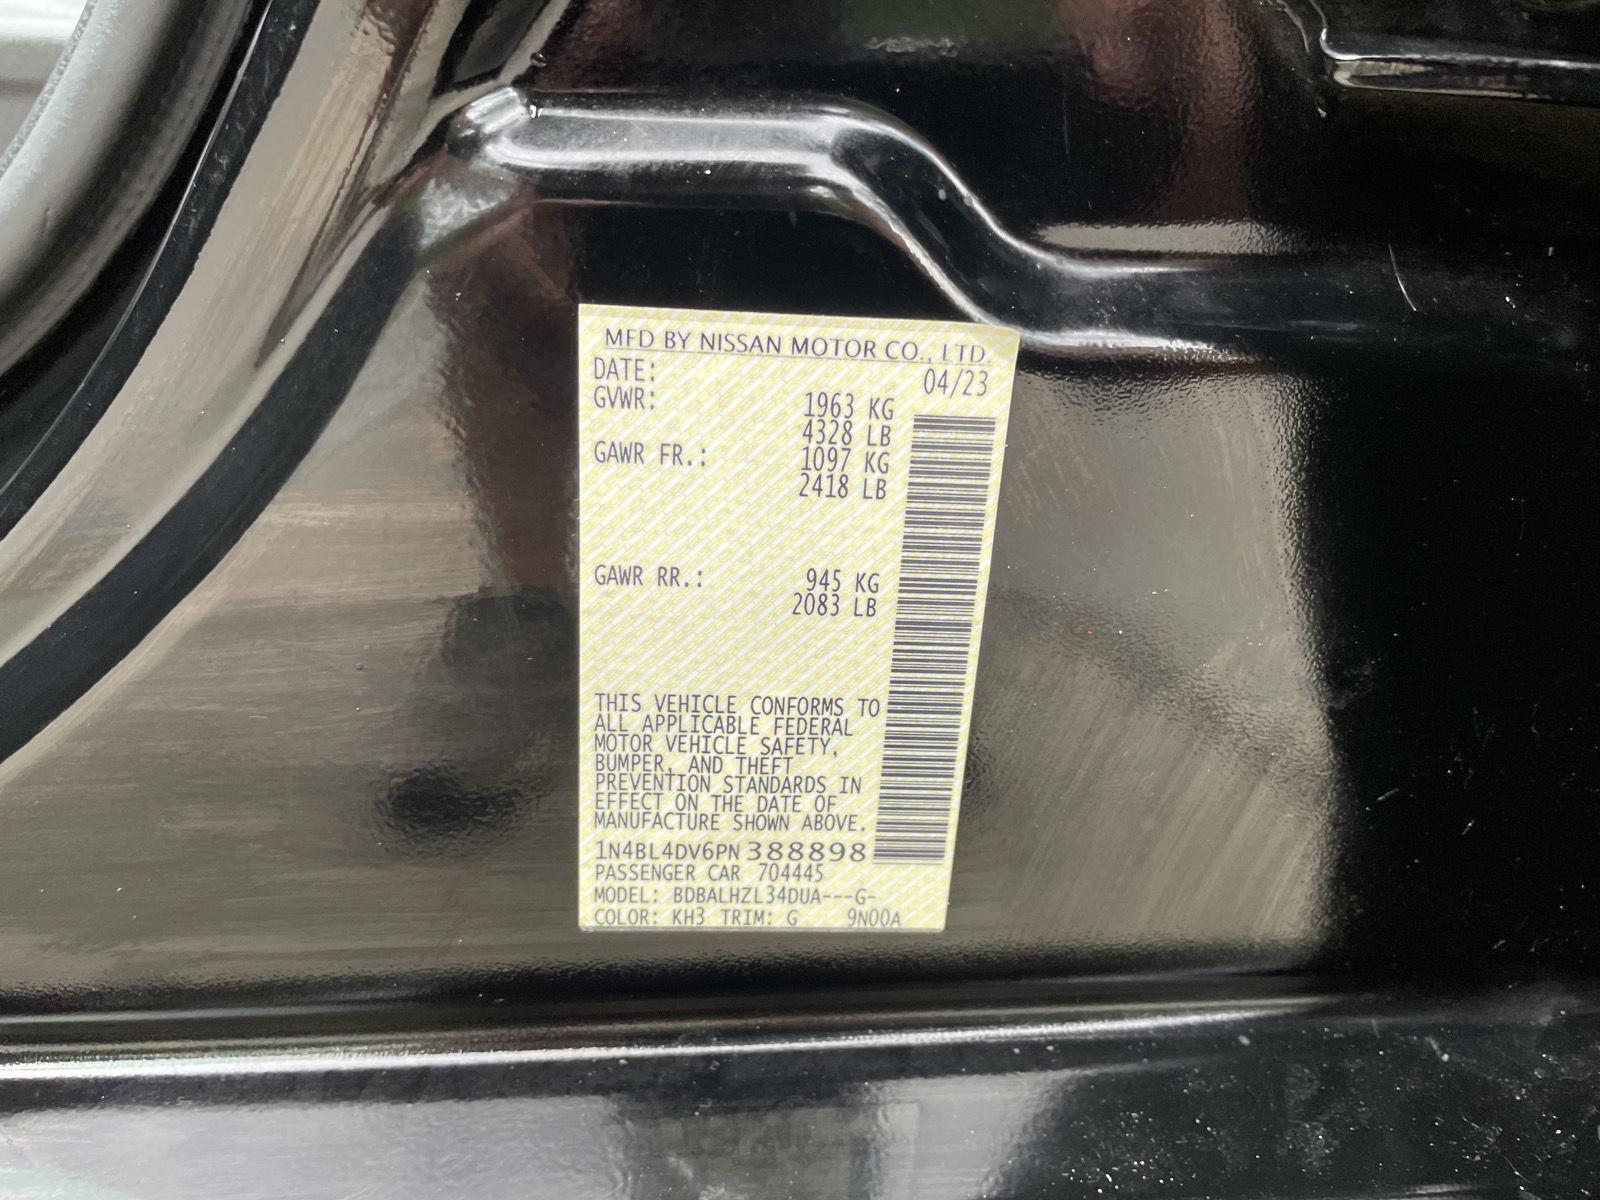 MFD BY NISSAN MOTOR CO., LTD.
DATE: 04/23
GVWR: 1963 KG
4328 LB
GAWR FR.: 1097 KG
2418 LB
GAWR RR.: 945 KG
2083 LB
THIS VEHICLE CONFORMS TO
ALL APPLICABLE FEDERAL
MOTOR VEHICLE SAFETY,
BUMPER, AND THEFT
PREVENTION STANDARDS IN
EFFECT ON THE DATE OF
MANUFACTURE SHOWN ABOVE.
1N4BL4DV6PN388898
PASSENGER CAR 704445
MODEL: BDBALHZL34DUA---G-
COLOR: KH3 TRIM: G 9N00A